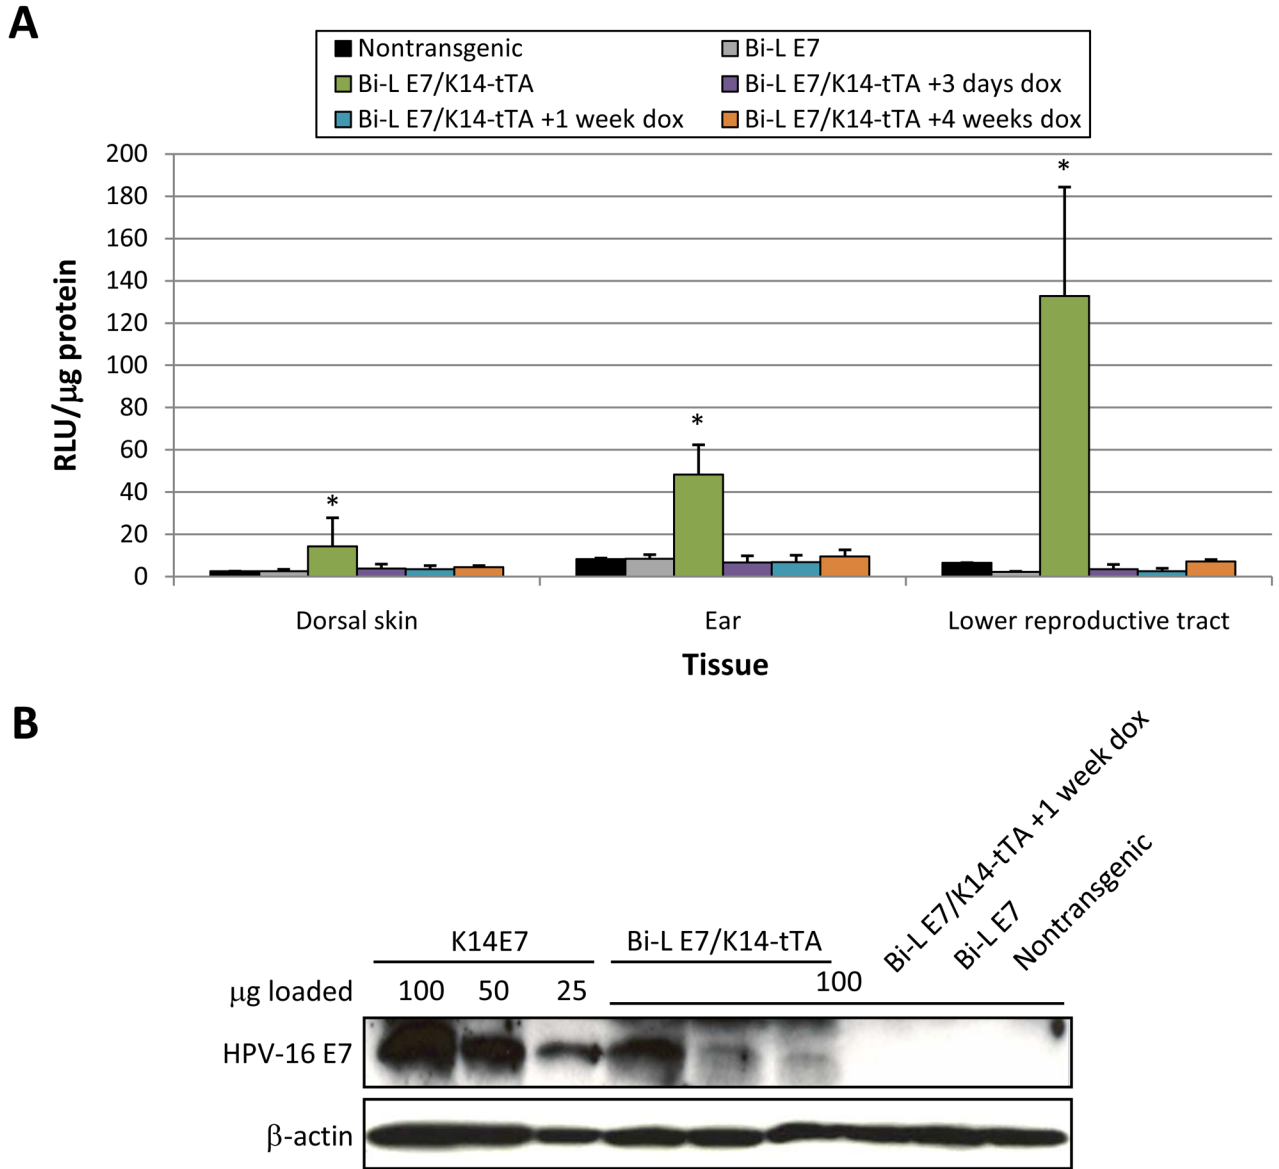 A
Nontransgenic
Bi-L E7
Bi-L E7/K14-tTA
Bi-L E7/K14-tTA +3 days dox
Bi-L E7/K14-tTA +1 week dox
Bi-L E7/K14-tTA +4 weeks dox
200
180
160
140
120
100
80
60
40
20
0
RLU/µg protein
*
*
*
Dorsal skin
Ear
Lower reproductive tract
Tissue
B
Bi-L E7/K14-tTA +1 week dox
Bi-L E7
Nontransgenic
K14E7
Bi-L E7/K14-tTA
µg loaded
100
50
25
100
HPV-16 E7
β-actin